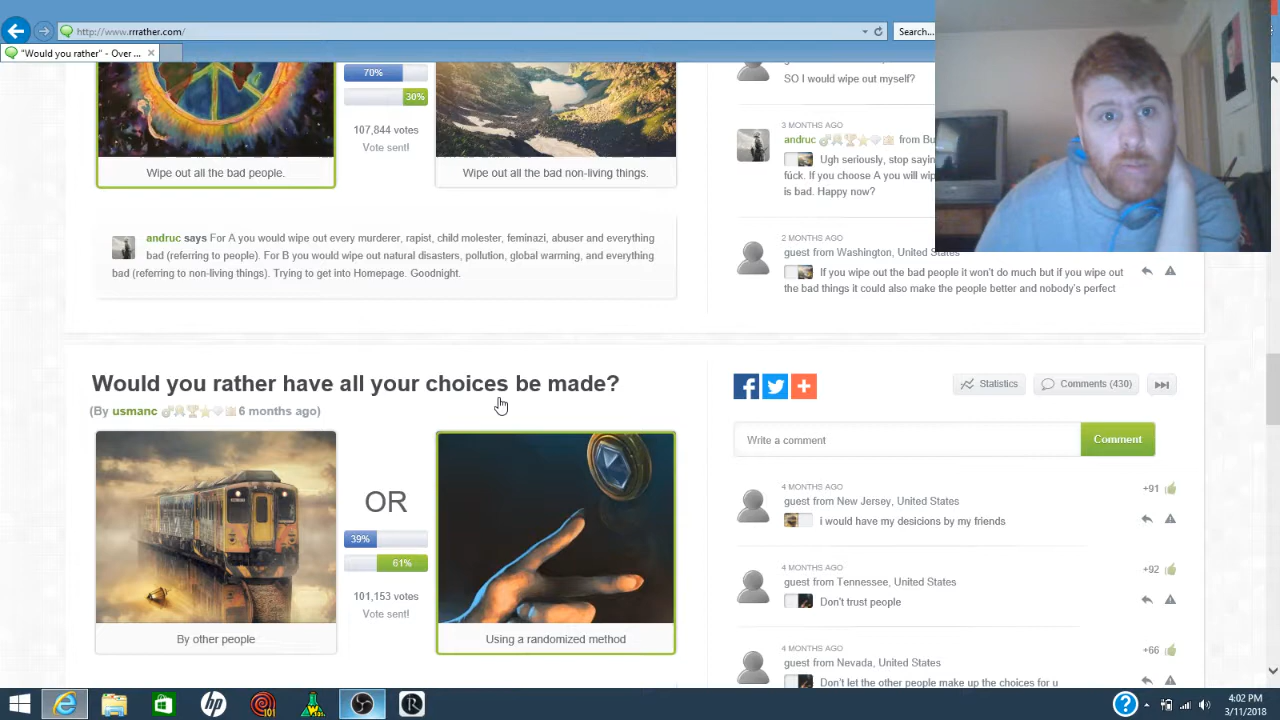 http://www.rrrather.com/
Search...
"Would you rather" - Over ...
70%
30%
107,844 votes
Vote sent!
Wipe out all the bad people.
Wipe out all the bad non-living things.
andruc says For A you would wipe out every murderer, rapist, child molester, feminazi, abuser and everything
bad (referring to people). For B you would wipe out natural disasters, pollution, global warming, and everything
bad (referring to non-living things). Trying to get into Homepage. Goodnight.
SO I would wipe out myself?
3 MONTHS AGO
andruc from Bu
Ugh seriously, stop sayin
fúck. If you choose A you will wip
is bad. Happy now?
2 MONTHS AGO
guest from Washington, United States
If you wipe out the bad people it won't do much but if you wipe out
the bad things it could also make the people better and nobody's perfect
Would you rather have all your choices be made?
(By usmanc 6 months ago)
OR
39%
61%
101,153 votes
Vote sent!
By other people
Using a randomized method
Statistics
Comments (430)
Write a comment
Comment
4 MONTHS AGO
+91
guest from New Jersey, United States
i would have my desicions by my friends
4 MONTHS AGO
+92
guest from Tennessee, United States
Don't trust people
4 MONTHS AGO
+66
guest from Nevada, United States
Don't let the other people make up the choices for u
hp
101
W101
R
4:02 PM
3/11/2018